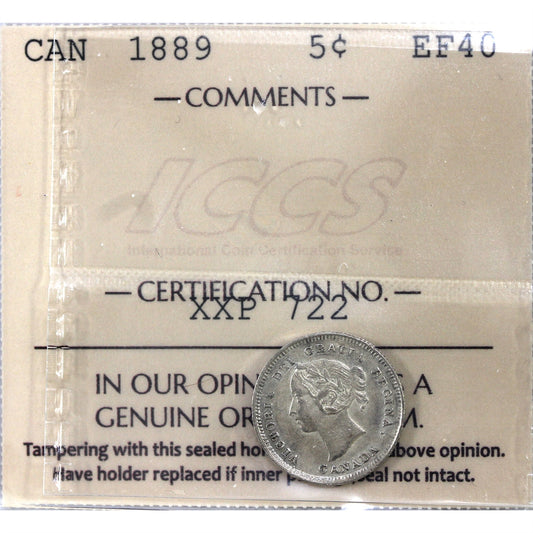 CAN 1889 5¢ EF40
— COMMENTS —
ICCS
International Coin Certification Service
— CERTIFICATION NO. —
XXP 722
IN OUR OPIN A
GENUINE OR M.
Tampering with this sealed hol above opinion.
Have holder replaced if inner p seal not intact.
VICTORIA DEI GRATIA REGINA.
CANADA